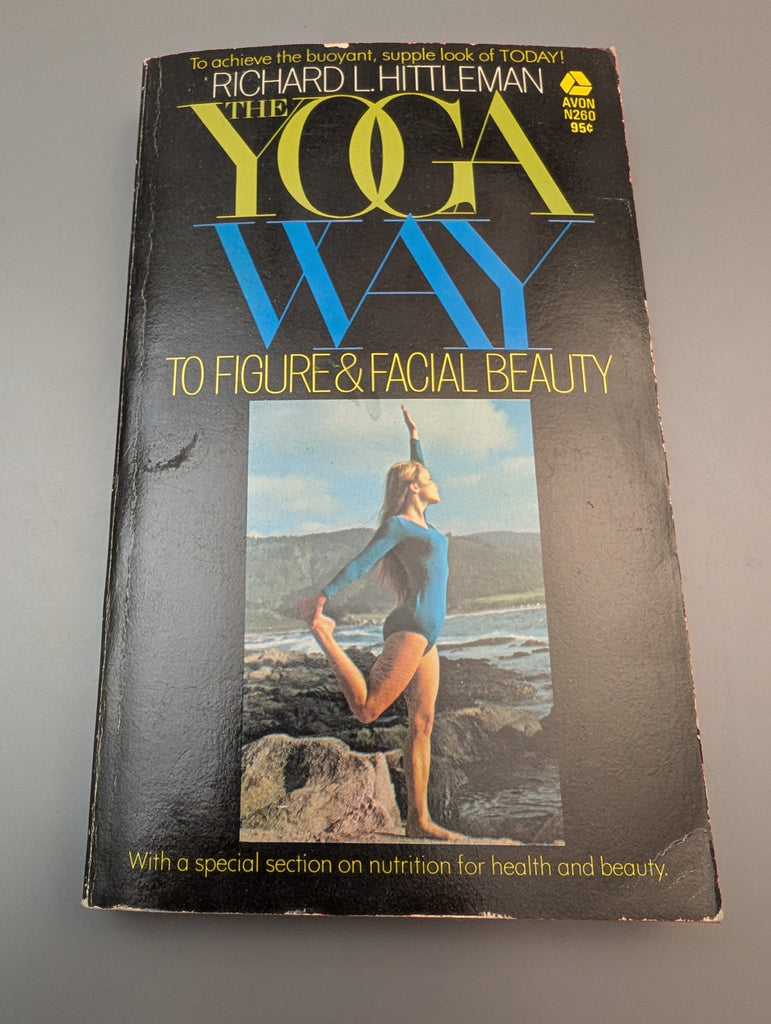 To achieve the buoyant, supple look of TODAY!
RICHARD L. HITTLEMAN
AVON
N260
95¢
THE
YOGA
WAY
TO FIGURE & FACIAL BEAUTY
With a special section on nutrition for health and beauty.